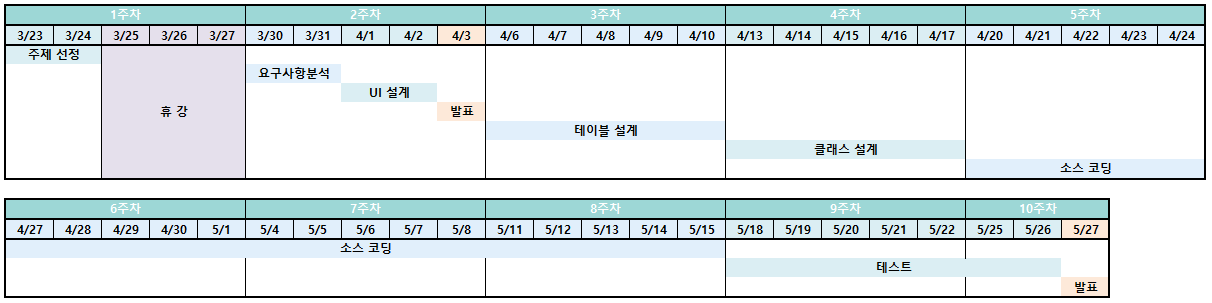 1주차 2주차 3주차 4주차 5주차
3/23 3/24 3/25 3/26 3/27 3/30 3/31 4/1 4/2 4/3 4/6 4/7 4/8 4/9 4/10 4/13 4/14 4/15 4/16 4/17 4/20 4/21 4/22 4/23 4/24
주제 선정
요구사항분석
UI 설계
휴 강 발표
테이블 설계
클래스 설계
소스 코딩
6주차 7주차 8주차 9주차 10주차
4/27 4/28 4/29 4/30 5/1 5/4 5/5 5/6 5/7 5/8 5/11 5/12 5/13 5/14 5/15 5/18 5/19 5/20 5/21 5/22 5/25 5/26 5/27
소스 코딩
테스트
발표